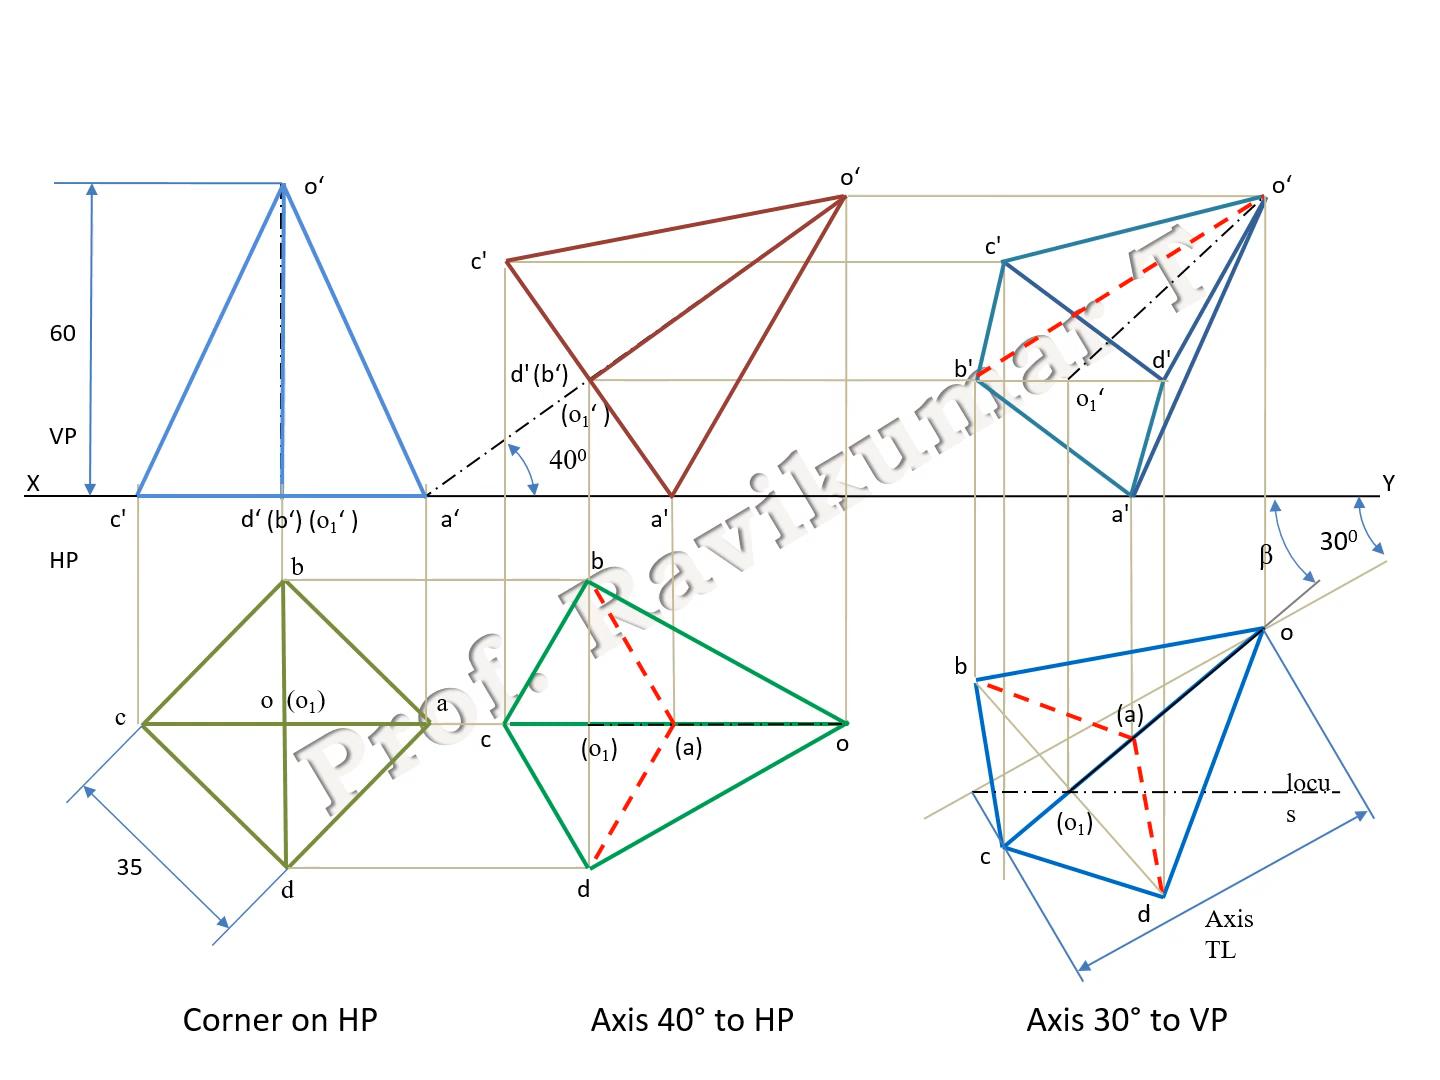 o‘
60
VP
X
c'
d‘ (b‘) (o₁‘ )
a‘
HP
b
o (o₁)
c
a
d
35
Corner on HP
o‘
c'
d' (b‘)
(o₁‘ )
40⁰
a'
b
c
(o₁)
(a)
o
d
Axis 40° to HP
o‘
c'
b'
d'
o₁‘
Y
a'
β
30⁰
o
b
(a)
locu
s
(o₁)
c
d
Axis
TL
Axis 30° to VP
Prof. Ravikumar T